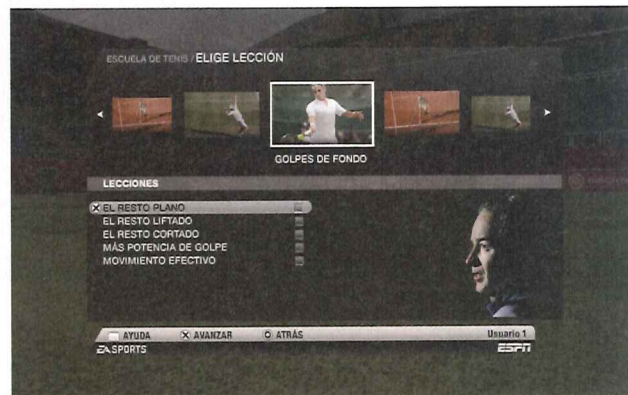 ESCUELA DE TENIS / ELIGE LECCIÓN
GOLPES DE FONDO
LECCIONES
EL RESTO PLANO
EL RESTO LIFTADO
EL RESTO CORTADO
MÁS POTENCIA DE GOLPE
MOVIMIENTO EFECTIVO
AYUDA AVANZAR ATRÁS Usuario 1
EA SPORTS ESPN